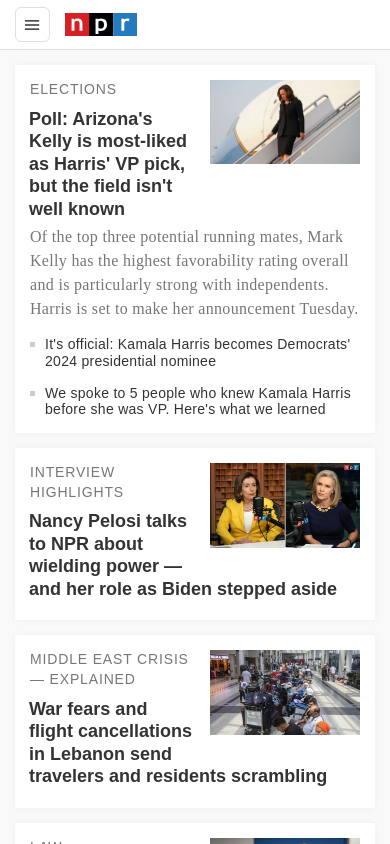 npr
ELECTIONS
Poll: Arizona's
Kelly is most-liked
as Harris' VP pick,
but the field isn't
well known
Of the top three potential running mates, Mark
Kelly has the highest favorability rating overall
and is particularly strong with independents.
Harris is set to make her announcement Tuesday.
It's official: Kamala Harris becomes Democrats'
2024 presidential nominee
We spoke to 5 people who knew Kamala Harris
before she was VP. Here's what we learned
INTERVIEW
HIGHLIGHTS
Nancy Pelosi talks
to NPR about
wielding power —
and her role as Biden stepped aside
npr
MIDDLE EAST CRISIS
— EXPLAINED
War fears and
flight cancellations
in Lebanon send
travelers and residents scrambling